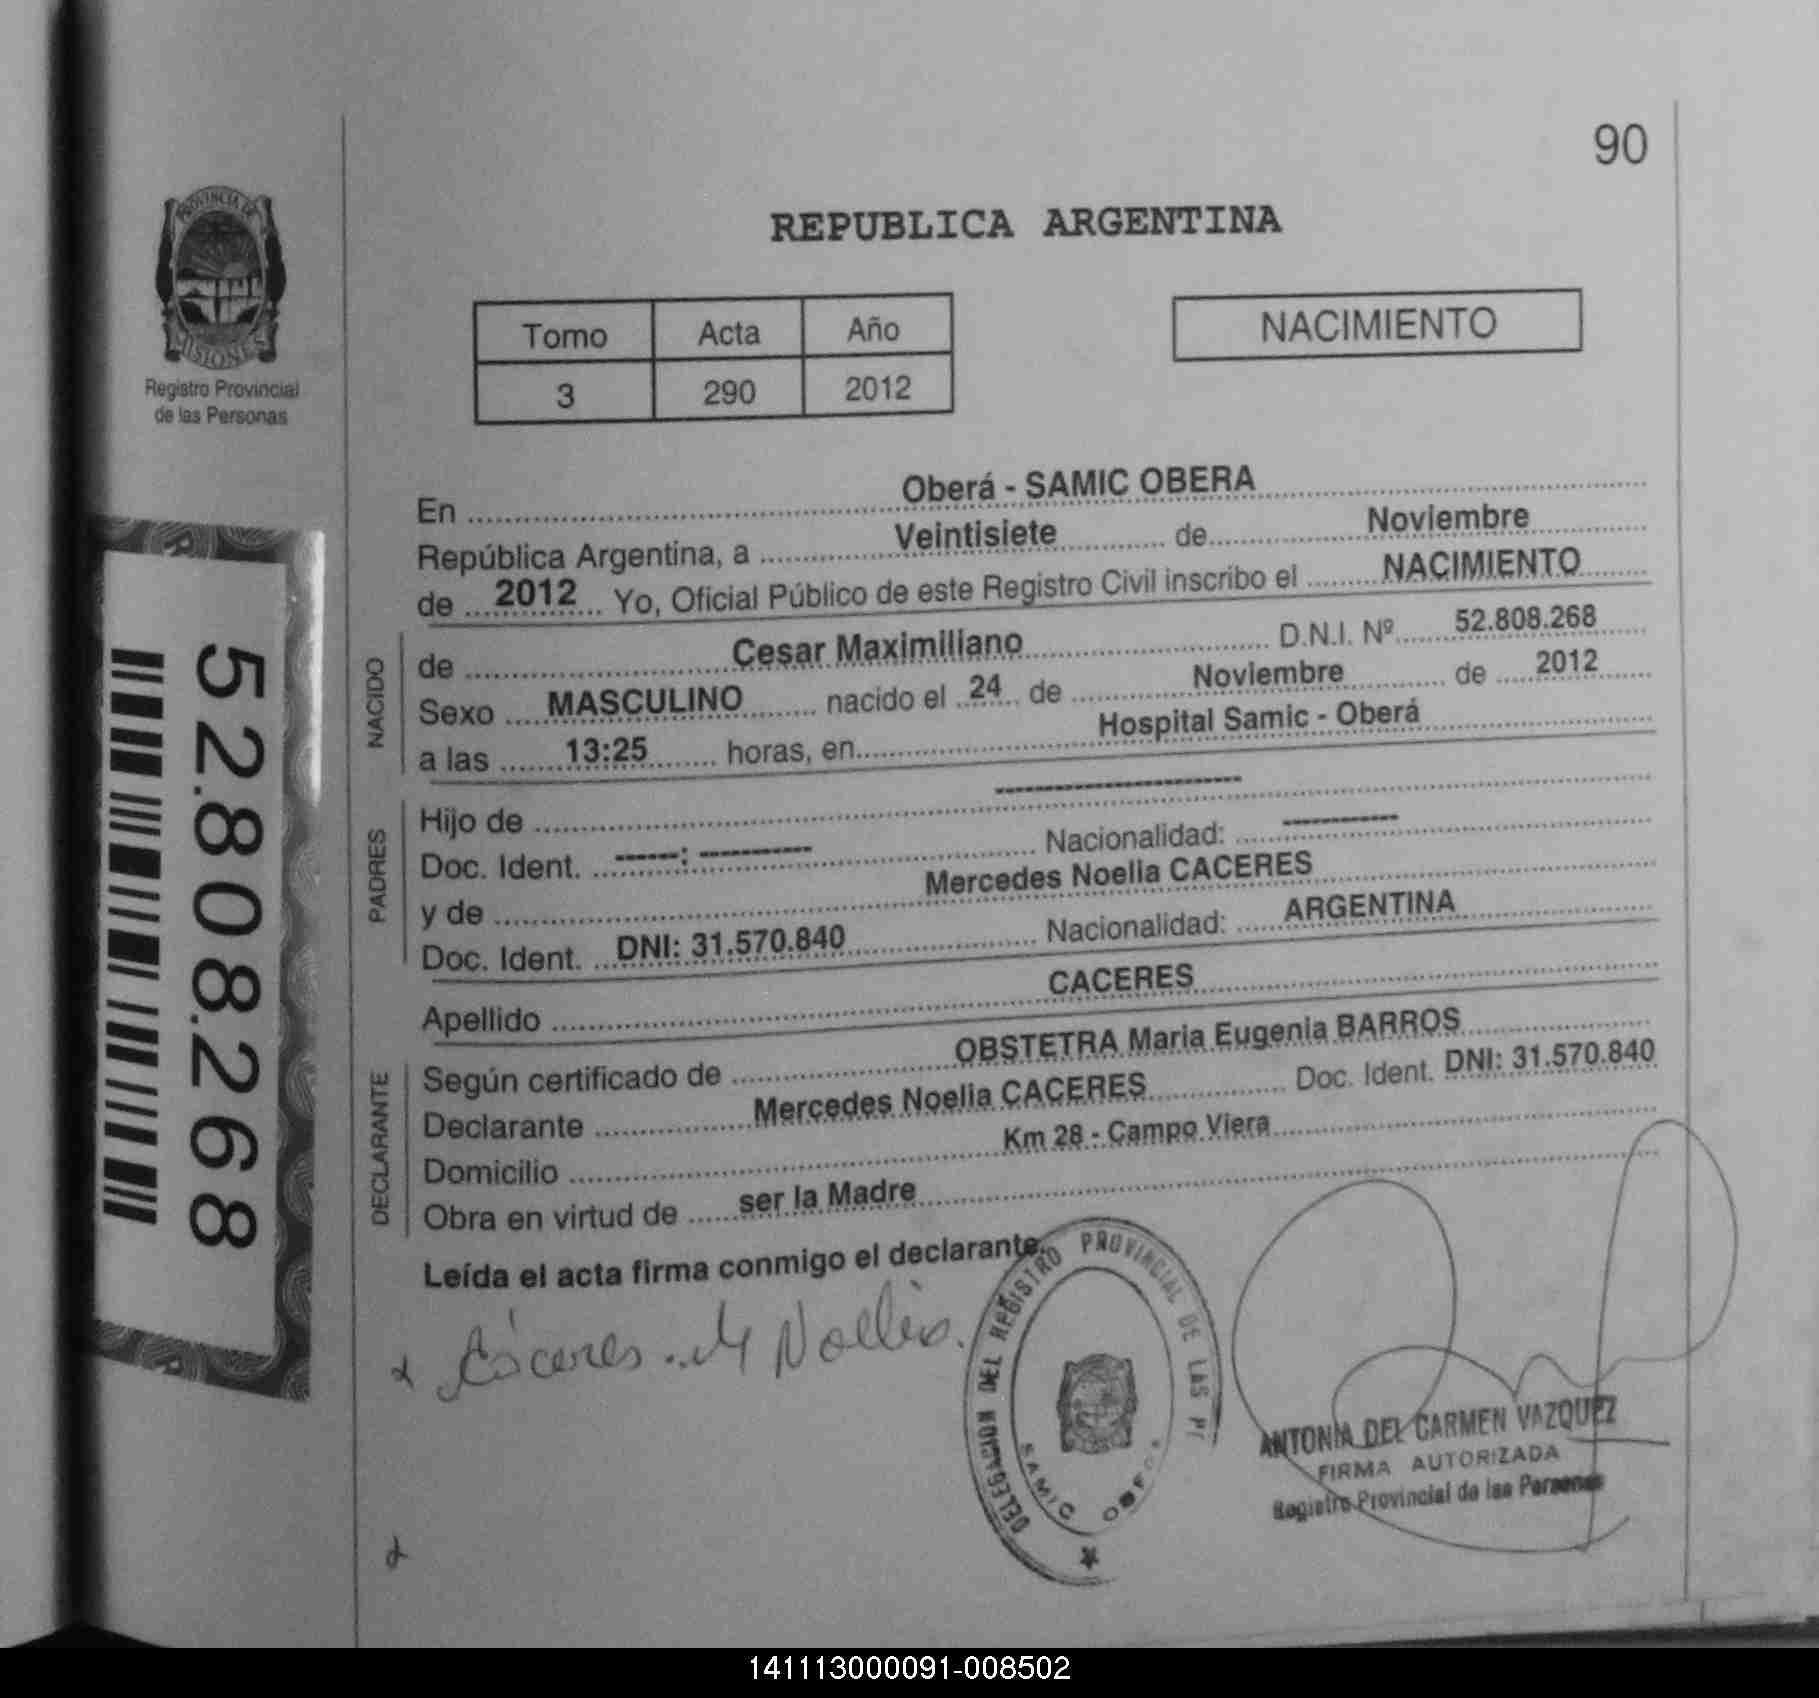 90
PROVINCIA DE
MISIONES
Registro Provincial
de las Personas
REPUBLICA ARGENTINA
Tomo Acta Año
3 290 2012
NACIMIENTO
En Oberá - SAMIC OBERA
República Argentina, a Veintisiete de Noviembre
de 2012 Yo, Oficial Público de este Registro Civil inscribo el NACIMIENTO
NACIDO
de Cesar Maximiliano D.N.I. Nº 52.808.268
Sexo MASCULINO nacido el 24 de Noviembre de 2012
a las 13:25 horas, en Hospital Samic - Oberá
PADRES
Hijo de --------------------
Doc. Ident. ------: ---------- Nacionalidad: ----------
y de Mercedes Noelia CACERES
Doc. Ident. DNI: 31.570.840 Nacionalidad: ARGENTINA
Apellido CACERES
DECLARANTE
Según certificado de OBSTETRA Maria Eugenia BARROS
Declarante Mercedes Noelia CACERES Doc. Ident. DNI: 31.570.840
Domicilio Km 28 - Campo Viera
Obra en virtud de ser la Madre
Leída el acta firma conmigo el declarante.
Cáceres. M Noelia.
DELEGACION DEL REGISTRO PROVINCIAL DE LAS
SAMIC
ANTONIA DEL CARMEN VAZQUEZ
FIRMA AUTORIZADA
Registro Provincial de las Personas
52.808.268
141113000091-008502